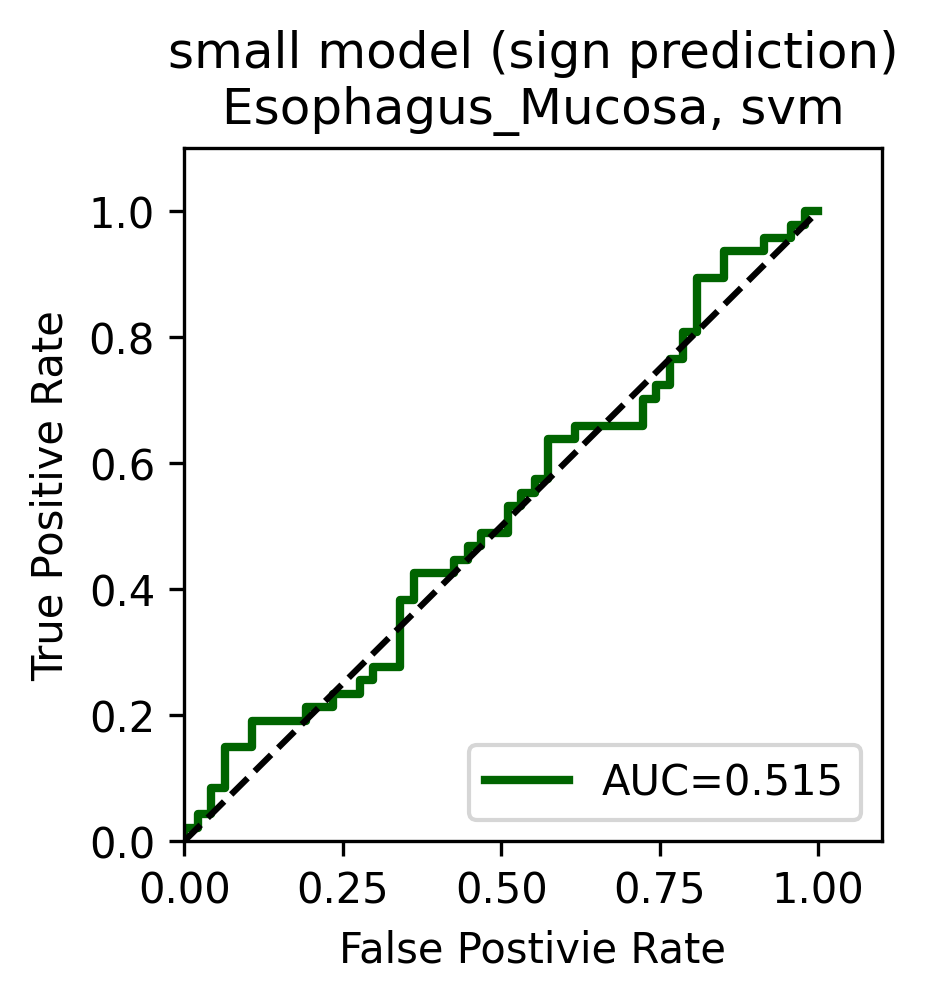 small model (sign prediction)
Esophagus_Mucosa, svm
1.0
0.8
0.6
0.4
0.2
0.0
True Positive Rate
AUC=0.515
0.00 0.25 0.50 0.75 1.00
False Postivie Rate